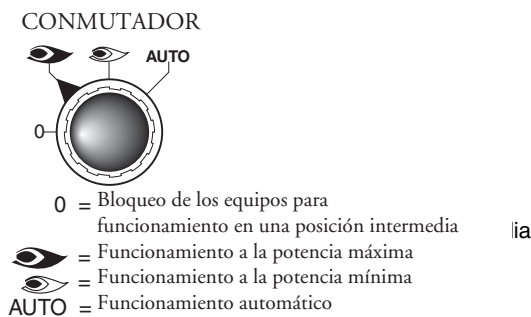 CONMUTADOR
AUTO
0
0 = Bloqueo de los equipos para
funcionamiento en una posición intermedia
lia
= Funcionamiento a la potencia máxima
= Funcionamiento a la potencia mínima
AUTO = Funcionamiento automático